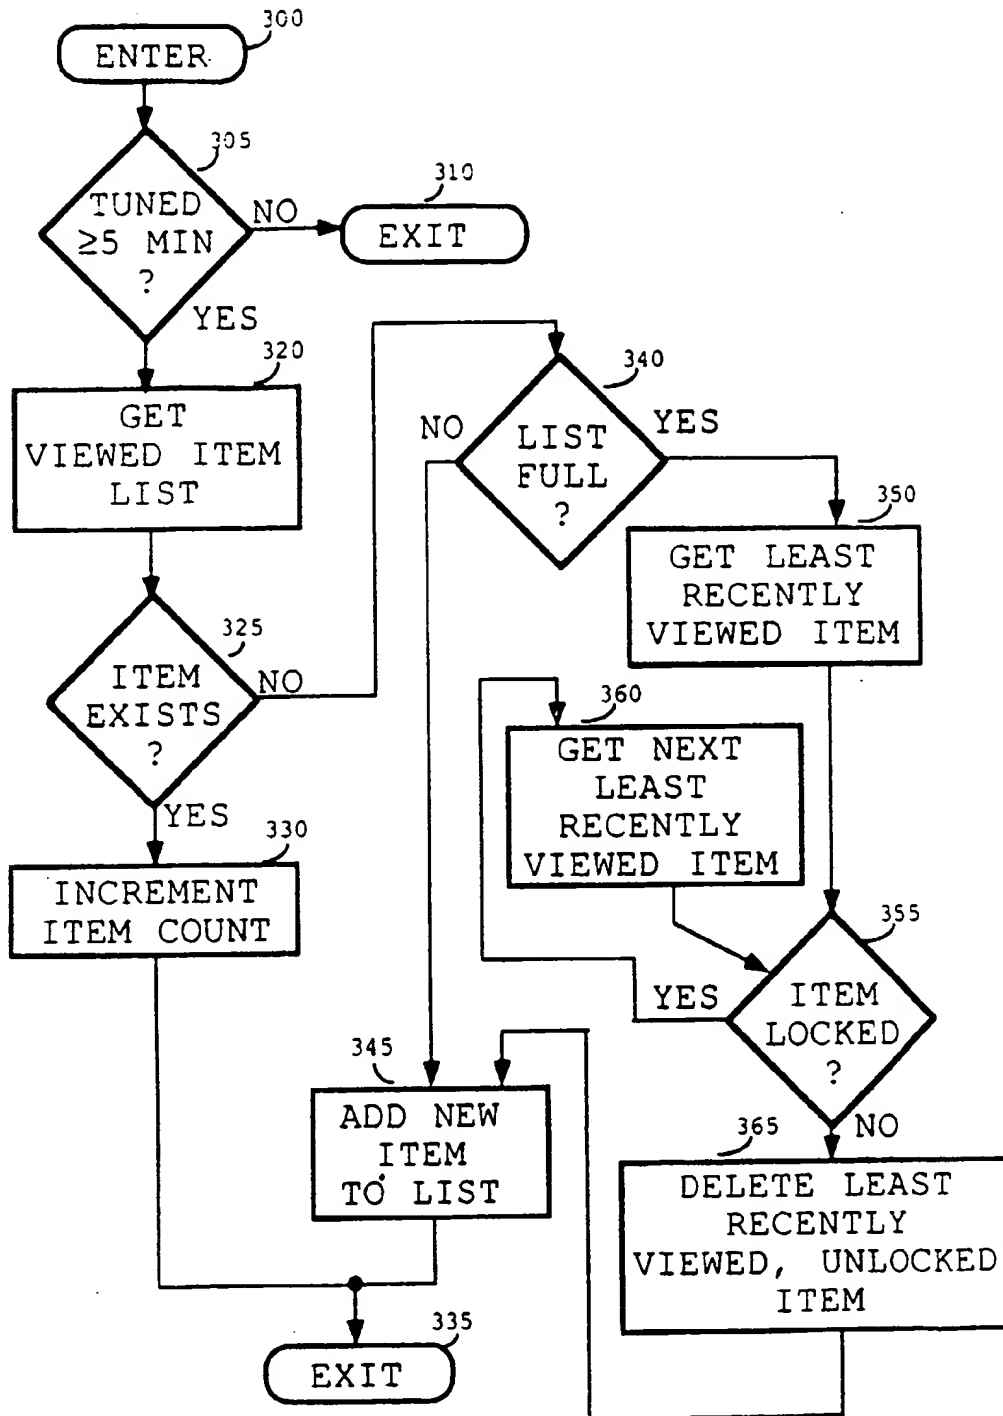 300
ENTER
305
TUNED
≥5 MIN
?
NO
310
EXIT
YES
320
GET
VIEWED ITEM
LIST
325
ITEM
EXISTS
?
NO
YES
330
INCREMENT
ITEM COUNT
340
LIST
FULL
?
NO
YES
350
GET LEAST
RECENTLY
VIEWED ITEM
360
GET NEXT
LEAST
RECENTLY
VIEWED ITEM
355
ITEM
LOCKED
?
YES
NO
345
ADD NEW
ITEM
TO LIST
365
DELETE LEAST
RECENTLY
VIEWED, UNLOCKED
ITEM
335
EXIT